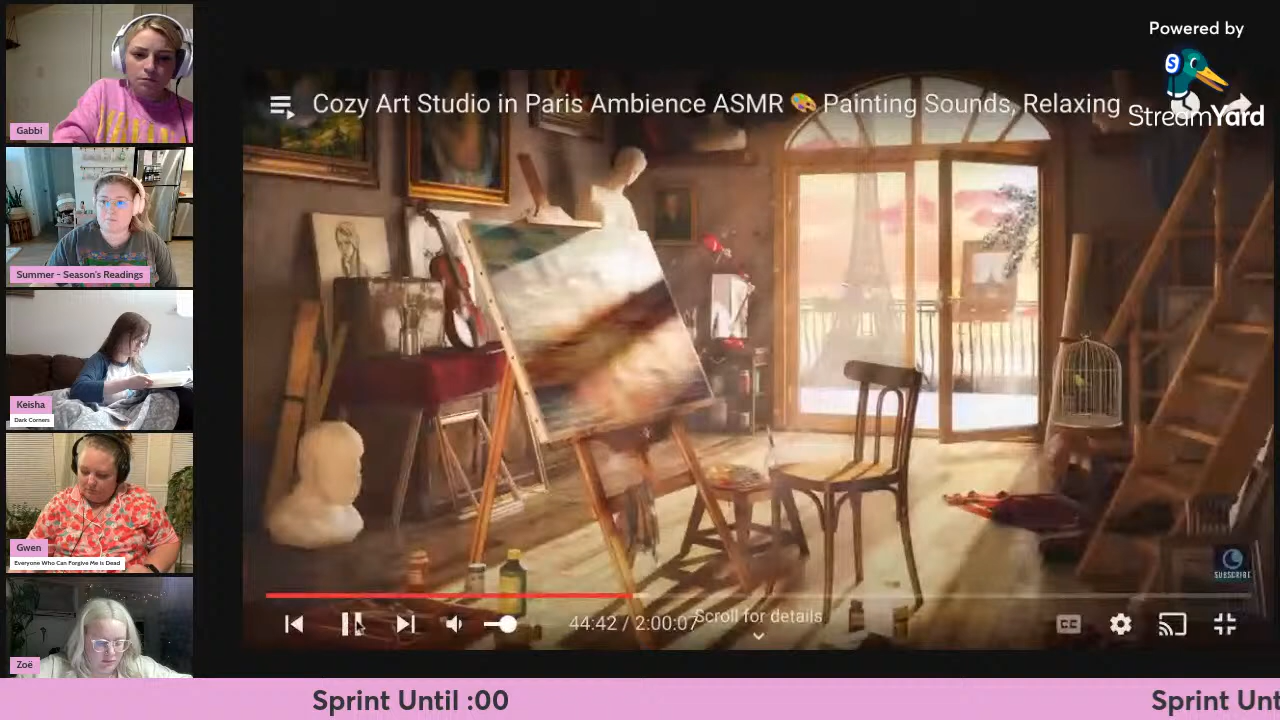 Powered by
StreamYard
Cozy Art Studio in Paris Ambience ASMR 🎨 Painting Sounds, Relaxing
Gabbi
Summer - Season's Readings
Keisha
Dark Corners
Gwen
Everyone Who Can Forgive Me is Dead
Zoë
SUBSCRIBE
44:42 / 2:00:07
Scroll for details
CC
Sprint Until :00
Sprint Unt